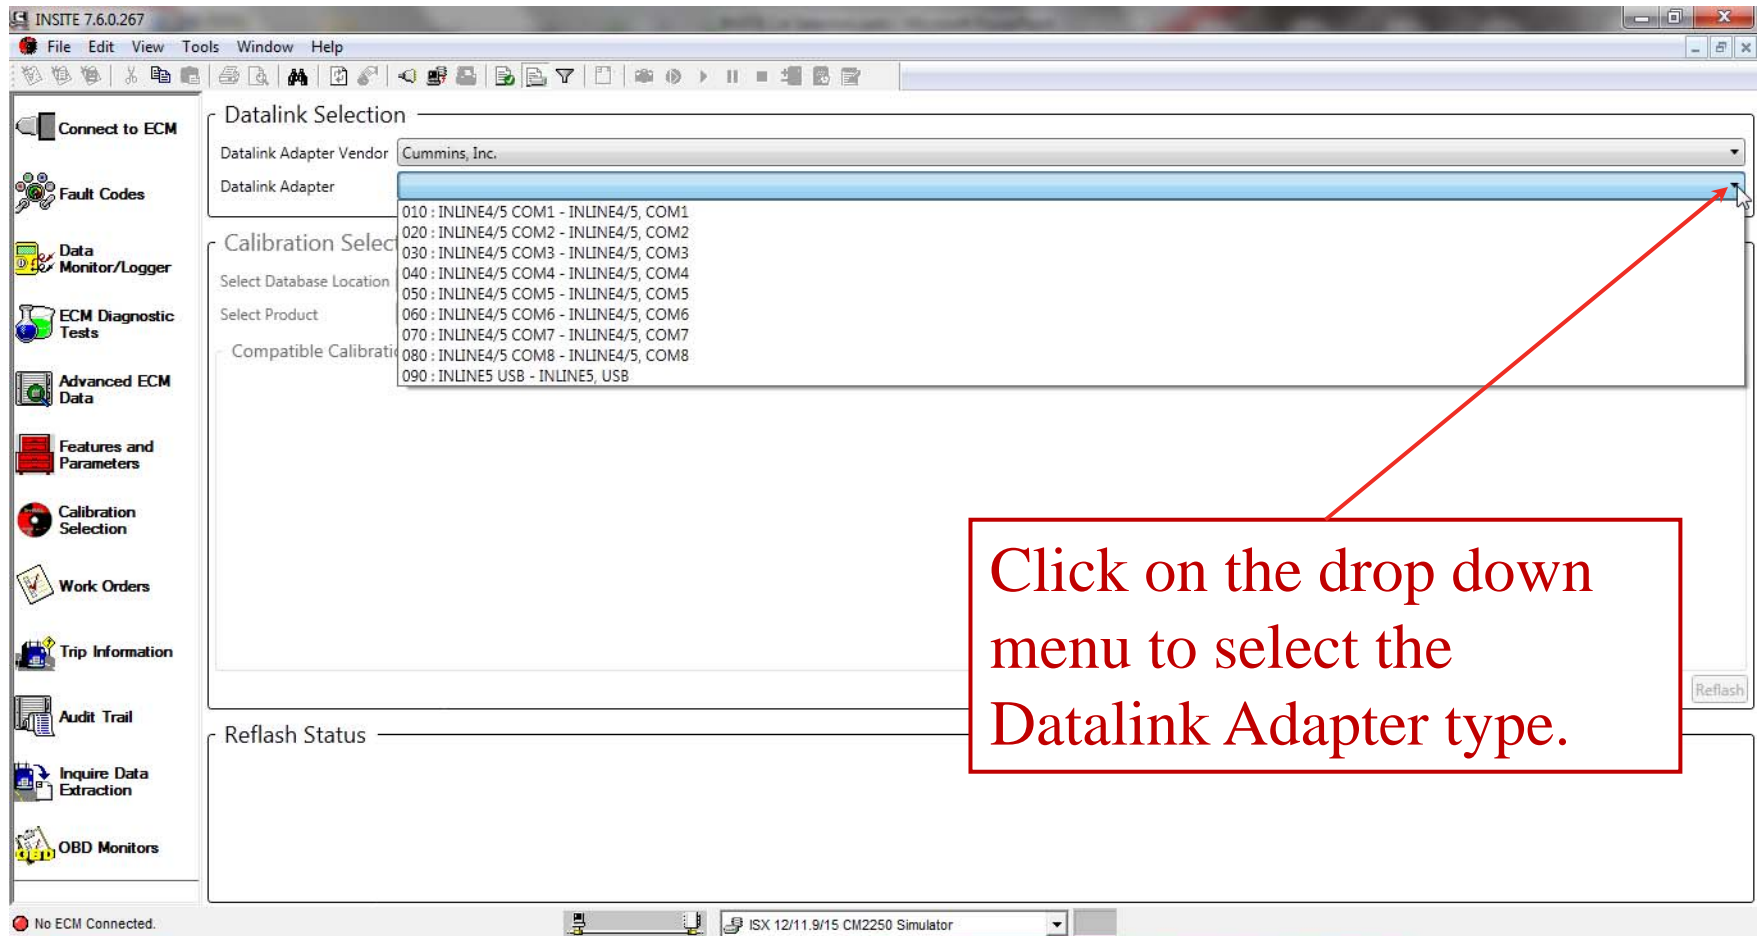 INSITE 7.6.0.267
File Edit View Tools Window Help
Connect to ECM
Fault Codes
Data
Monitor/Logger
ECM Diagnostic
Tests
Advanced ECM
Data
Features and
Parameters
Calibration
Selection
Work Orders
Trip Information
Audit Trail
Inquire Data
Extraction
OBD Monitors
Datalink Selection
Datalink Adapter Vendor Cummins, Inc.
Datalink Adapter
010 : INLINE4/5 COM1 - INLINE4/5, COM1
020 : INLINE4/5 COM2 - INLINE4/5, COM2
030 : INLINE4/5 COM3 - INLINE4/5, COM3
040 : INLINE4/5 COM4 - INLINE4/5, COM4
050 : INLINE4/5 COM5 - INLINE4/5, COM5
060 : INLINE4/5 COM6 - INLINE4/5, COM6
070 : INLINE4/5 COM7 - INLINE4/5, COM7
080 : INLINE4/5 COM8 - INLINE4/5, COM8
090 : INLINE5 USB - INLINE5, USB
Calibration Select
Select Database Location
Select Product
Compatible Calibratio
Click on the drop down
menu to select the
Datalink Adapter type.
Reflash
Reflash Status
No ECM Connected.
ISX 12/11.9/15 CM2250 Simulator